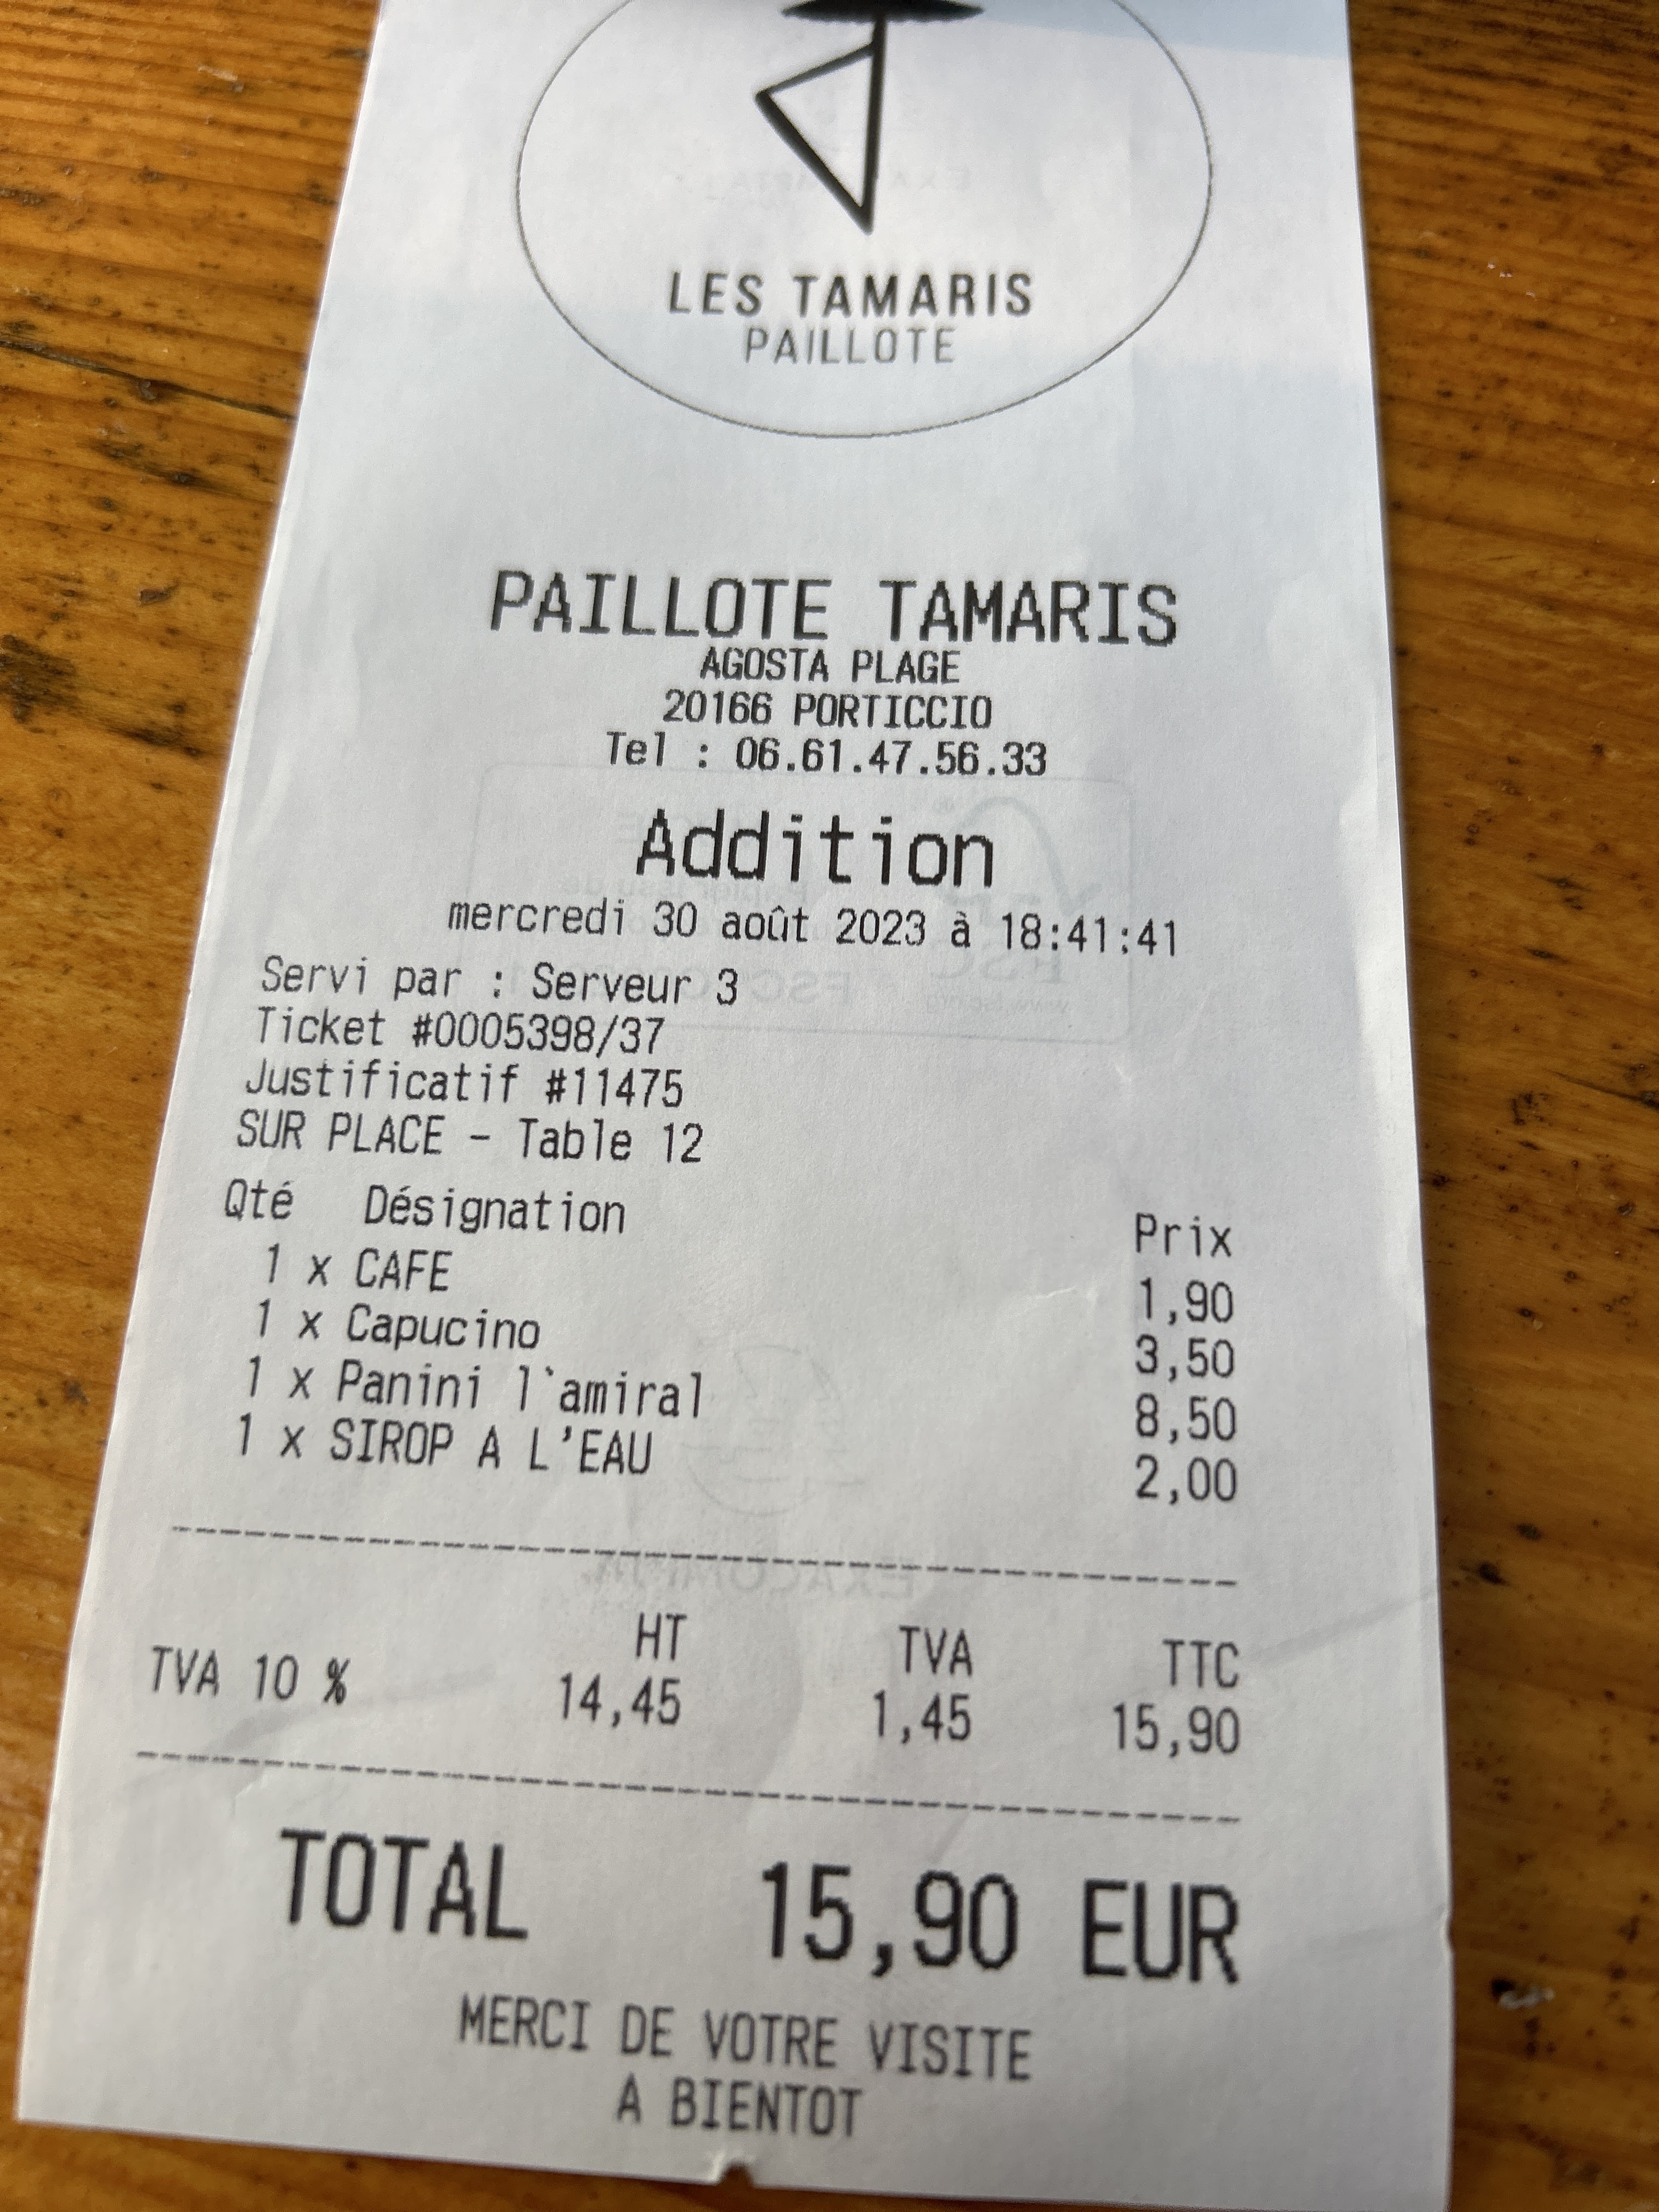 LES TAMARIS
PAILLOTE
PAILLOTE TAMARIS
AGOSTA PLAGE
20166 PORTICCIO
Tel : 06.61.47.56.33
Addition
mercredi 30 août 2023 à 18:41:41
Servi par : Serveur 3
Ticket #0005398/37
Justificatif #11475
SUR PLACE - Table 12
Qté Désignation Prix
1 x CAFE 1,90
1 x Capucino 3,50
1 x Panini l`amiral 8,50
1 x SIROP A L'EAU 2,00
HT TVA TTC
TVA 10 % 14,45 1,45 15,90
TOTAL 15,90 EUR
MERCI DE VOTRE VISITE
A BIENTOT